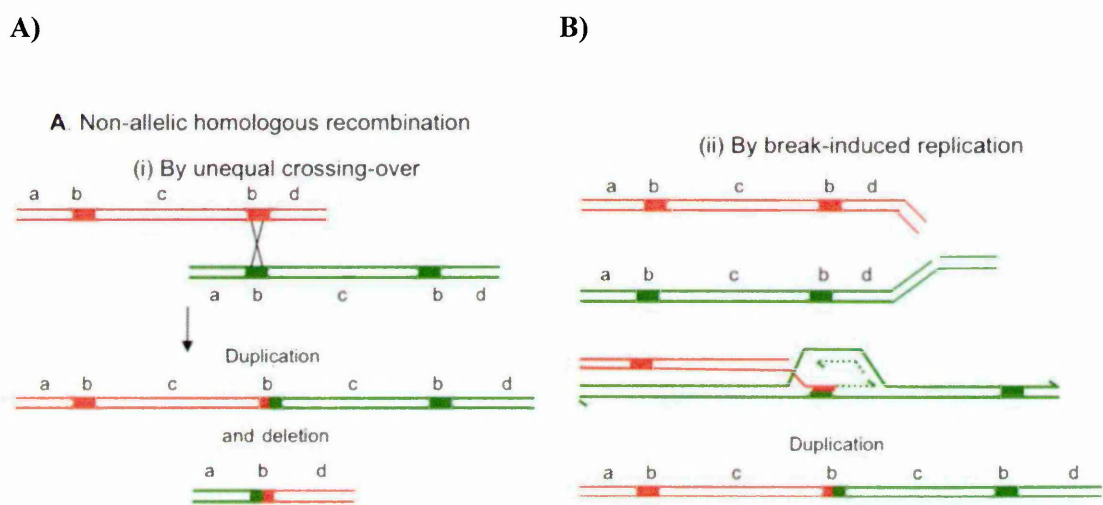 A)
A. Non-allelic homologous recombination
(i) By unequal crossing-over
a b c b d
a b c b d
Duplication
a b c b c b d
and deletion
a b d
B)
(ii) By break-induced replication
a b c b d
a b c b d
Duplication
a b c b c b d